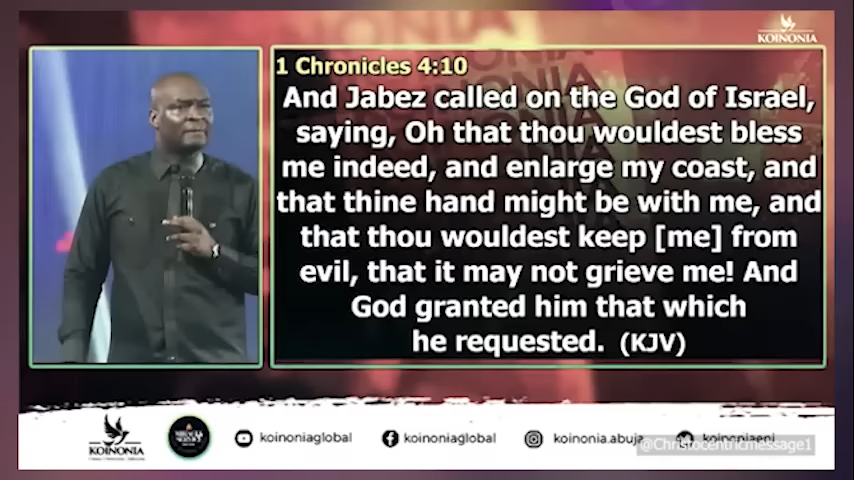 KOINONIA
1 Chronicles 4:10
And Jabez called on the God of Israel,
saying, Oh that thou wouldest bless
me indeed, and enlarge my coast, and
that thine hand might be with me, and
that thou wouldest keep [me] from
evil, that it may not grieve me! And
God granted him that which
he requested. (KJV)
KOINONIA
MIRACLE
SERVICE
koinoniaglobal
koinoniaglobal
koinonia.abuja
koinoniaeni
@Christocentricmessage1